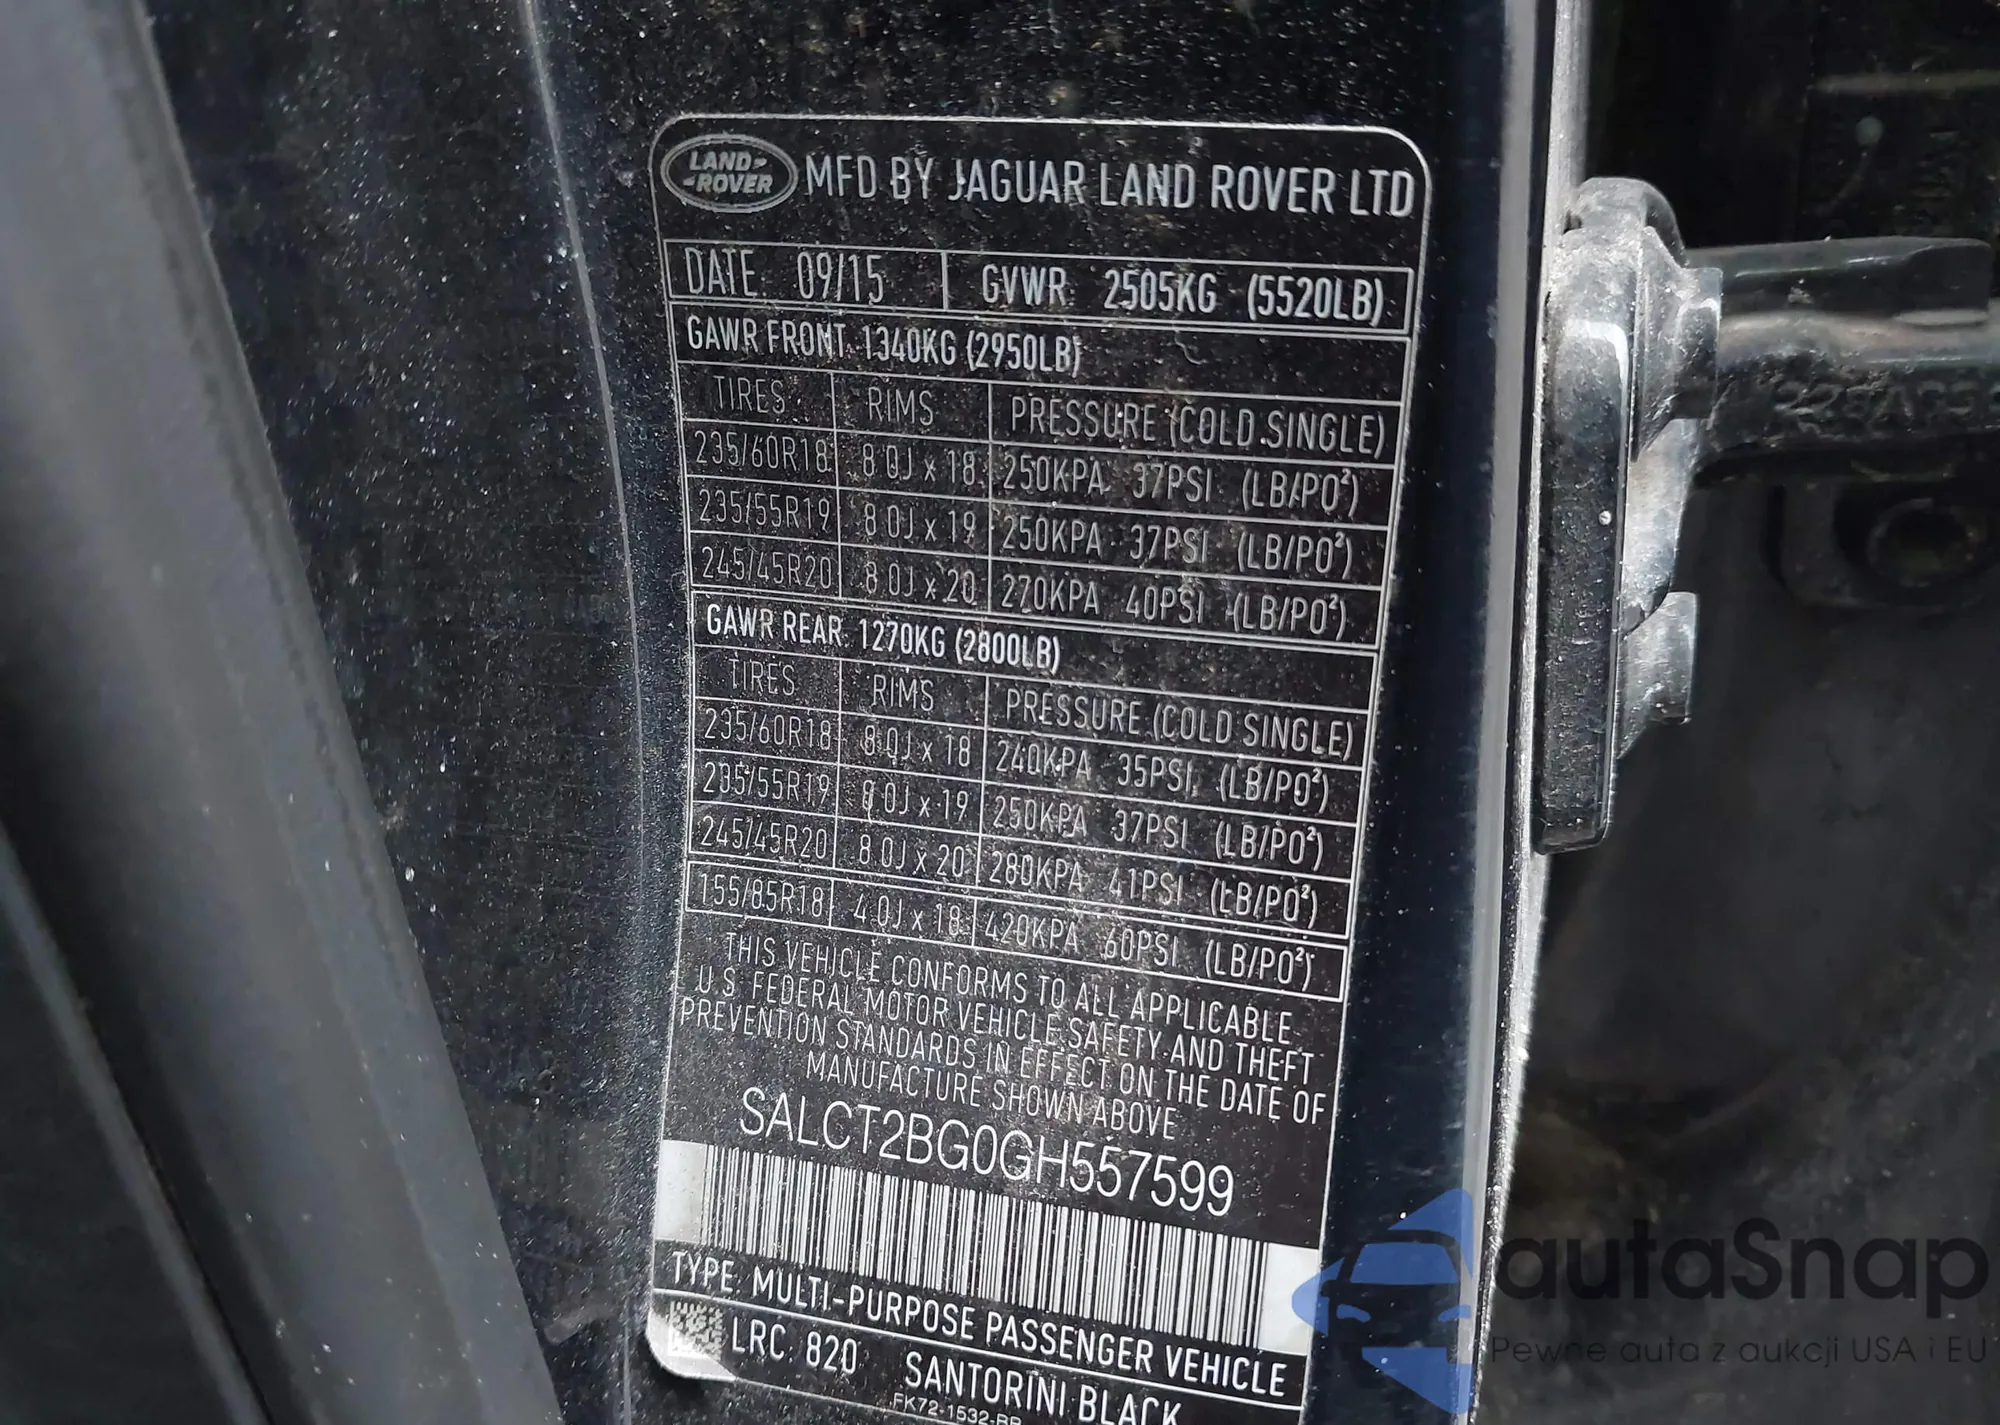 LAND-
-ROVER
MFD BY JAGUAR LAND ROVER LTD
DATE 09/15 GVWR 2505KG (5520LB)
GAWR FRONT 1340KG (2950LB)
TIRES RIMS PRESSURE (COLD SINGLE)
235/60R18 8.0J x 18 250KPA 37PSI (LB/PO²)
235/55R19 8.0J x 19 250KPA 37PSI (LB/PO²)
245/45R20 8.0J x 20 270KPA 40PSI (LB/PO²)
GAWR REAR 1270KG (2800LB)
TIRES RIMS PRESSURE (COLD SINGLE)
235/60R18 8.0J x 18 240KPA 35PSI (LB/PO²)
235/55R19 8.0J x 19 250KPA 37PSI (LB/PO²)
245/45R20 8.0J x 20 280KPA 41PSI (LB/PO²)
155/85R18 4.0J x 18 420KPA 60PSI (LB/PO²)
THIS VEHICLE CONFORMS TO ALL APPLICABLE
U.S. FEDERAL MOTOR VEHICLE SAFETY AND THEFT
PREVENTION STANDARDS IN EFFECT ON THE DATE OF
MANUFACTURE SHOWN ABOVE
SALCT2BG0GH557599
TYPE: MULTI-PURPOSE PASSENGER VEHICLE
LRC: 820 SANTORINI BLACK
autaSnap
Pewne auta z aukcji USA i EU